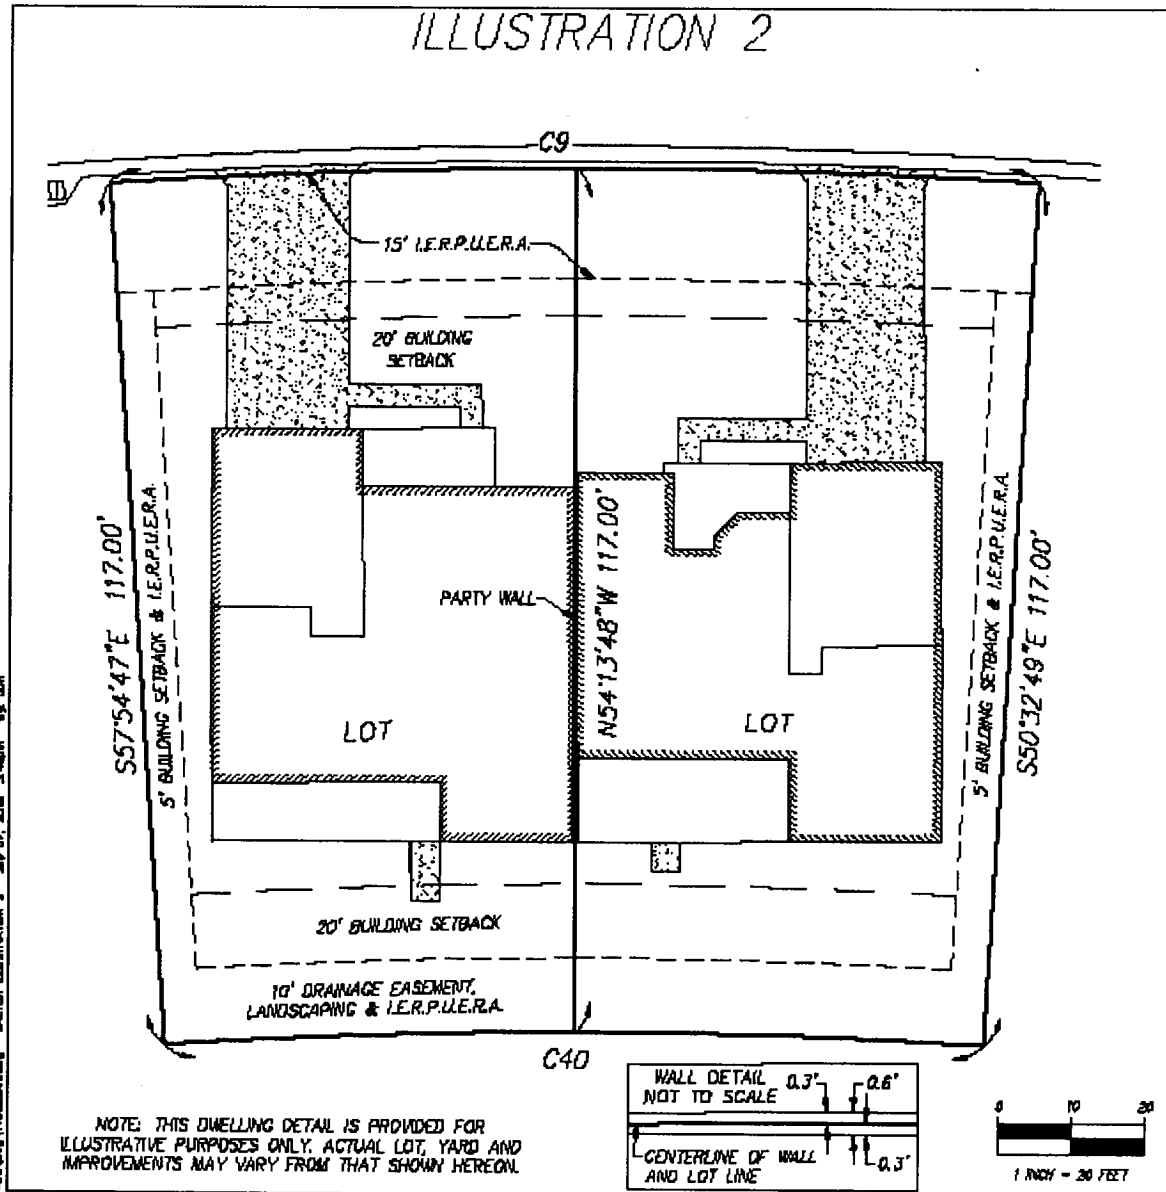 ILLUSTRATION 2
C9
15' I.E.R.P.U.E.R.A.
20' BUILDING
SETBACK
S57°54'47"E 117.00'
5' BUILDING SETBACK & I.E.R.P.U.E.R.A.
PARTY WALL
N54°13'48"W 117.00'
5' BUILDING SETBACK & I.E.R.P.U.E.R.A.
S50°32'49"E 117.00'
LOT
LOT
20' BUILDING SETBACK
10' DRAINAGE EASEMENT,
LANDSCAPING & I.E.R.P.U.E.R.A.
C40
WALL DETAIL
NOT TO SCALE
0.3'
0.6'
CENTERLINE OF WALL
AND LOT LINE
0.3'
0 10 20
1 INCH = 20 FEET
NOTE: THIS DWELLING DETAIL IS PROVIDED FOR
ILLUSTRATIVE PURPOSES ONLY. ACTUAL LOT, YARD AND
IMPROVEMENTS MAY VARY FROM THAT SHOWN HEREON.